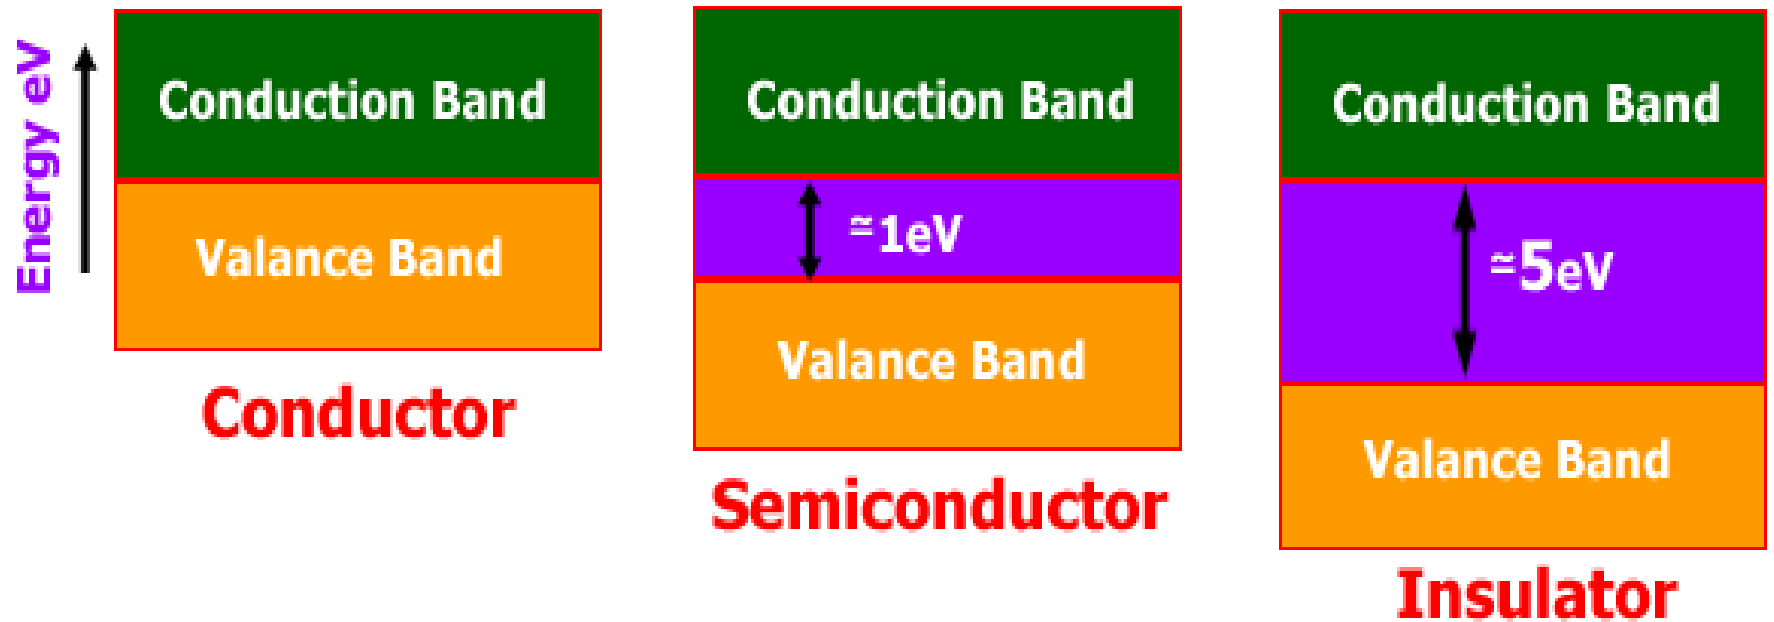 Energy eV
Conduction Band
Valance Band
Conductor
Conduction Band
≅1eV
Valance Band
Semiconductor
Conduction Band
≅5eV
Valance Band
Insulator